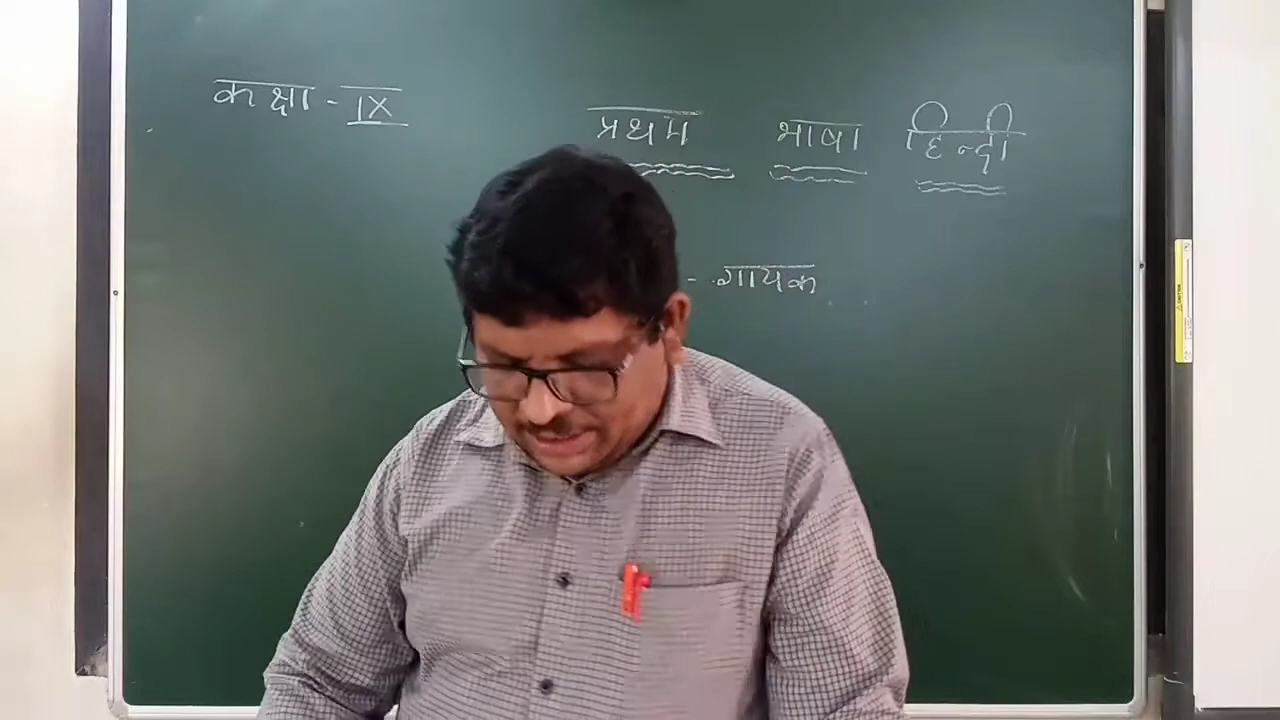 कक्षा - IX
प्रथम भाषा हिन्दी
- गायक